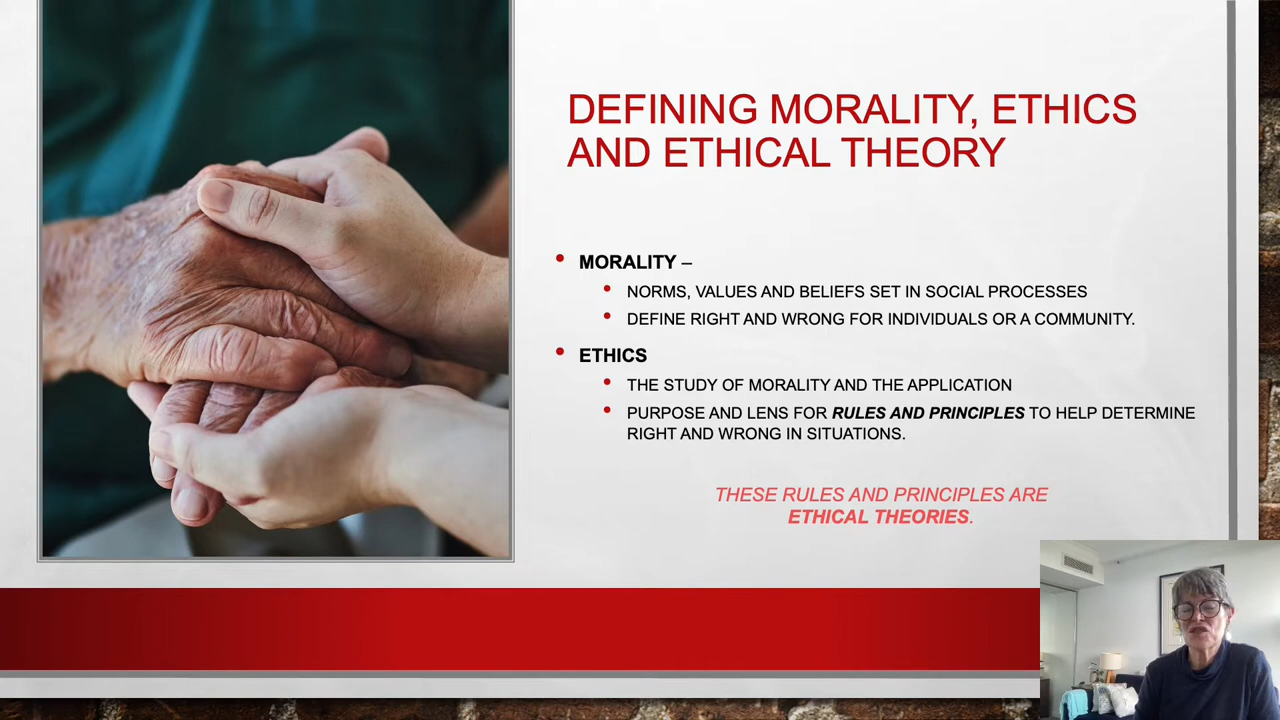 DEFINING MORALITY, ETHICS
AND ETHICAL THEORY
• MORALITY –
• NORMS, VALUES AND BELIEFS SET IN SOCIAL PROCESSES
• DEFINE RIGHT AND WRONG FOR INDIVIDUALS OR A COMMUNITY.
• ETHICS
• THE STUDY OF MORALITY AND THE APPLICATION
• PURPOSE AND LENS FOR RULES AND PRINCIPLES TO HELP DETERMINE
RIGHT AND WRONG IN SITUATIONS.
THESE RULES AND PRINCIPLES ARE
ETHICAL THEORIES.